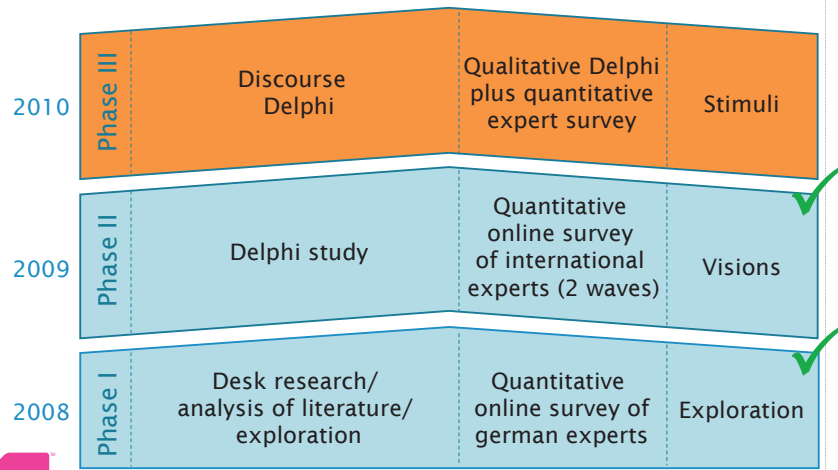 2010
Phase III
Discourse
Delphi
Qualitative Delphi
plus quantitative
expert survey
Stimuli
2009
Phase II
Delphi study
Quantitative
online survey
of international
experts (2 waves)
Visions
2008
Phase I
Desk research/
analysis of literature/
exploration
Quantitative
online survey of
german experts
Exploration